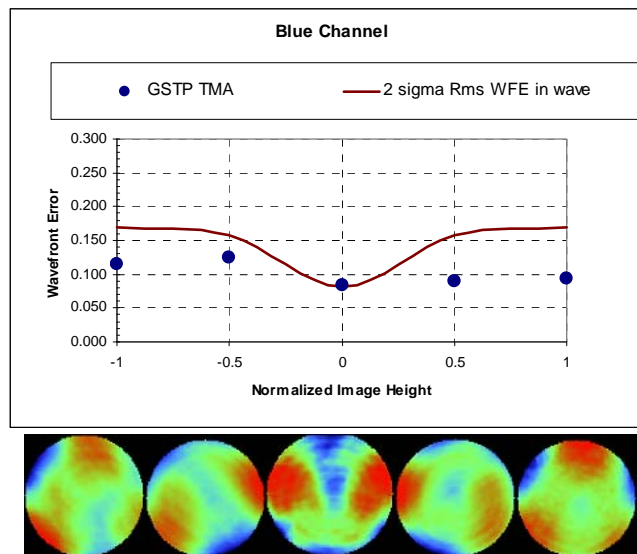 Blue Channel
GSTP TMA 2 sigma Rms WFE in wave
0.300
0.250
0.200
0.150
0.100
0.050
0.000
Wavefront Error
-1 -0.5 0 0.5 1
Normalized Image Height